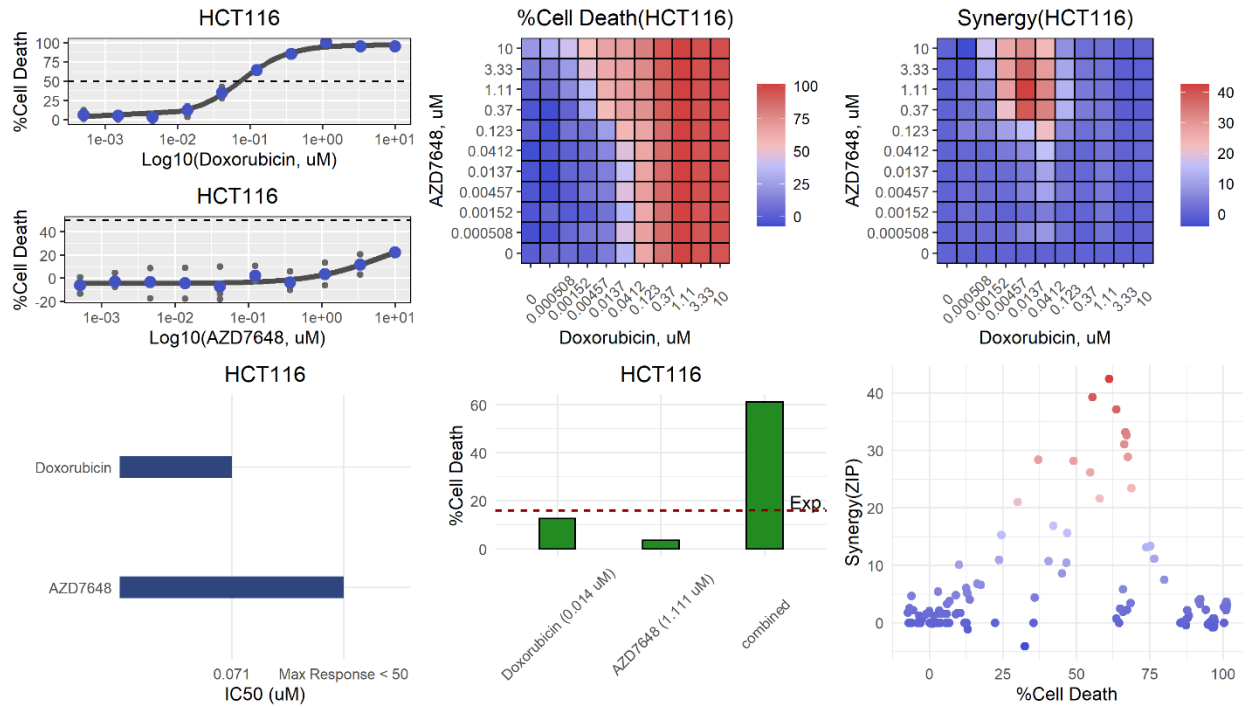 HCT116
%Cell Death
100
75
50
25
0
1e-03
1e-02
1e-01
1e+00
1e+01
Log10(Doxorubicin, uM)
HCT116
%Cell Death
40
20
0
-20
1e-03
1e-02
1e-01
1e+00
1e+01
Log10(AZD7648, uM)
%Cell Death(HCT116)
AZD7648, uM
10
3.33
1.11
0.37
0.123
0.0412
0.0137
0.00457
0.00152
0.000508
0
0
0.000508
0.00152
0.00457
0.0137
0.0412
0.123
0.37
1.11
3.33
10
Doxorubicin, uM
100
75
50
25
0
Synergy(HCT116)
AZD7648, uM
10
3.33
1.11
0.37
0.123
0.0412
0.0137
0.00457
0.00152
0.000508
0
0
0.000508
0.00152
0.00457
0.0137
0.0412
0.123
0.37
1.11
3.33
10
Doxorubicin, uM
40
30
20
10
0
HCT116
Doxorubicin
AZD7648
0.071
Max Response < 50
IC50 (uM)
HCT116
%Cell Death
60
40
20
0
Exp.
Doxorubicin (0.014 uM)
AZD7648 (1.111 uM)
combined
Synergy(ZIP)
40
30
20
10
0
0
25
50
75
100
%Cell Death